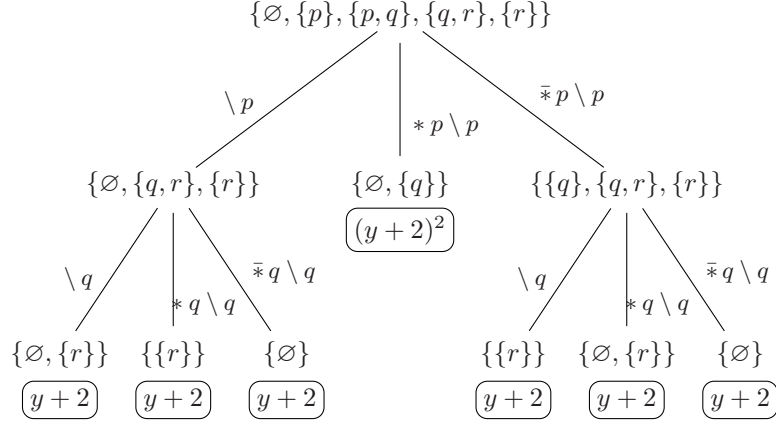 {∅, {p}, {p, q}, {q, r}, {r}}
\ p
∗ p \ p
∗̄ p \ p
{∅, {q, r}, {r}}
{∅, {q}}
{{q}, {q, r}, {r}}
(y + 2)²
\ q
∗ q \ q
∗̄ q \ q
\ q
∗ q \ q
∗̄ q \ q
{∅, {r}}
{{r}}
{∅}
{{r}}
{∅, {r}}
{∅}
y + 2
y + 2
y + 2
y + 2
y + 2
y + 2